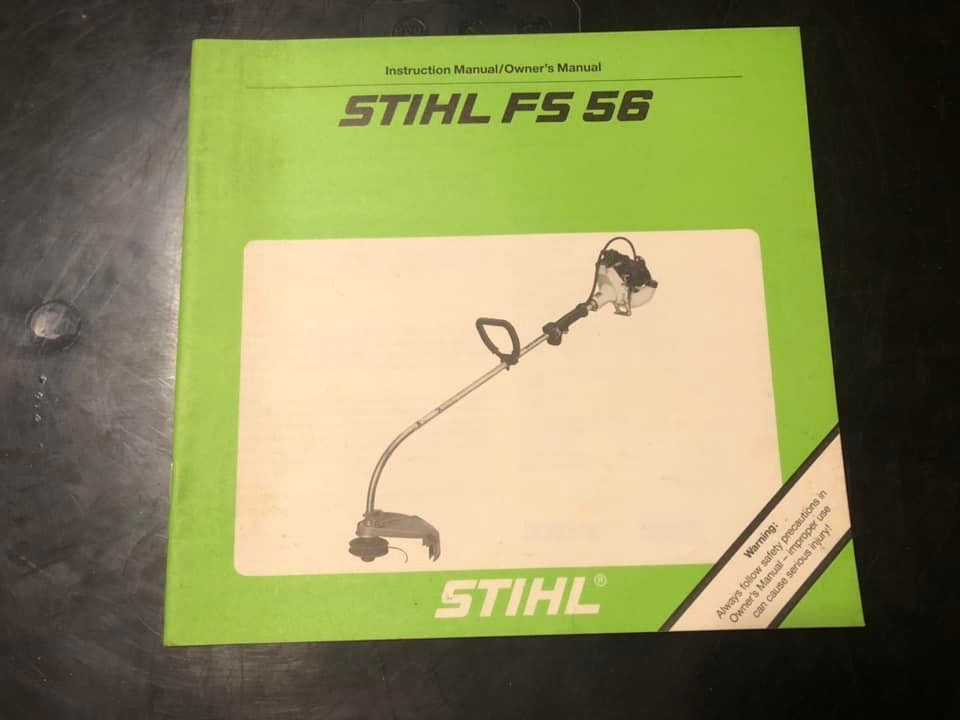 Instruction Manual/Owner's Manual
STIHL FS 56
STIHL®
Warning:
Always follow safety precautions in
Owner's Manual – improper use
can cause serious injury!